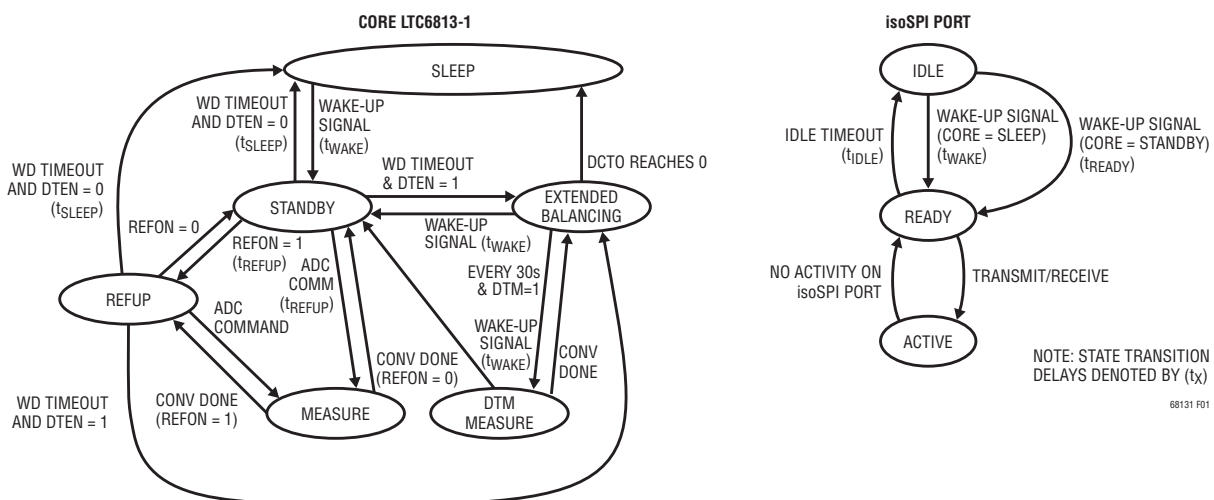 CORE LTC6813-1
SLEEP
WD TIMEOUT
AND DTEN = 0
(tSLEEP)
WAKE-UP
SIGNAL
(tWAKE)
WD TIMEOUT
& DTEN = 1
DCTO REACHES 0
WD TIMEOUT
AND DTEN = 0
(tSLEEP)
STANDBY
EXTENDED
BALANCING
REFON = 0
REFON = 1
(tREFUP)
WAKE-UP
SIGNAL (tWAKE)
ADC
COMM
(tREFUP)
EVERY 30s
& DTM=1
REFUP
ADC
COMMAND
WAKE-UP
SIGNAL
(tWAKE)
CONV
DONE
CONV DONE
(REFON = 0)
WD TIMEOUT
AND DTEN = 1
CONV DONE
(REFON = 1)
MEASURE
DTM
MEASURE
isoSPI PORT
IDLE
IDLE TIMEOUT
(tIDLE)
WAKE-UP SIGNAL
(CORE = SLEEP)
(tWAKE)
WAKE-UP SIGNAL
(CORE = STANDBY)
(tREADY)
READY
NO ACTIVITY ON
isoSPI PORT
TRANSMIT/RECEIVE
ACTIVE
NOTE: STATE TRANSITION
DELAYS DENOTED BY (tX)
68131 F01